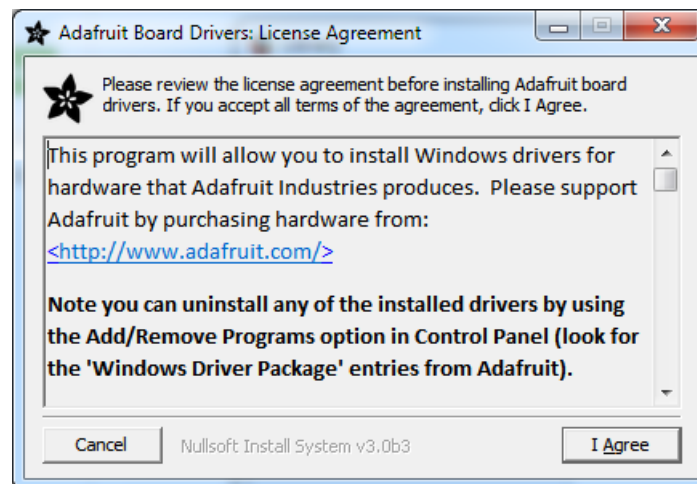 Adafruit Board Drivers: License Agreement
Please review the license agreement before installing Adafruit board
drivers. If you accept all terms of the agreement, click I Agree.
This program will allow you to install Windows drivers for
hardware that Adafruit Industries produces.  Please support
Adafruit by purchasing hardware from:
<http://www.adafruit.com/>
Note you can uninstall any of the installed drivers by using
the Add/Remove Programs option in Control Panel (look for
the 'Windows Driver Package' entries from Adafruit).
Cancel
Nullsoft Install System v3.0b3
I Agree